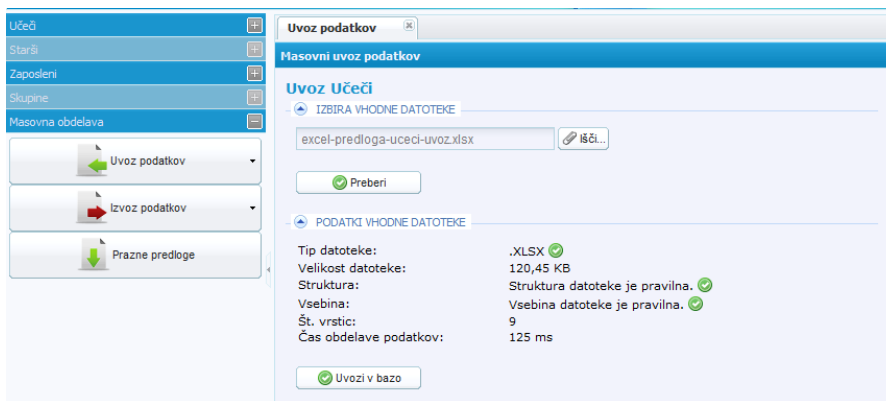 Učeči
Starši
Zaposleni
Skupine
Masovna obdelava
Uvoz podatkov
Izvoz podatkov
Prazne predloge
Uvoz podatkov
Masovni uvoz podatkov
Uvoz Učeči
IZBIRA VHODNE DATOTEKE
excel-predloga-uceci-uvoz.xlsx Išči...
Preberi
PODATKI VHODNE DATOTEKE
Tip datoteke: .XLSX
Velikost datoteke: 120,45 KB
Struktura: Struktura datoteke je pravilna.
Vsebina: Vsebina datoteke je pravilna.
Št. vrstic: 9
Čas obdelave podatkov: 125 ms
Uvozi v bazo